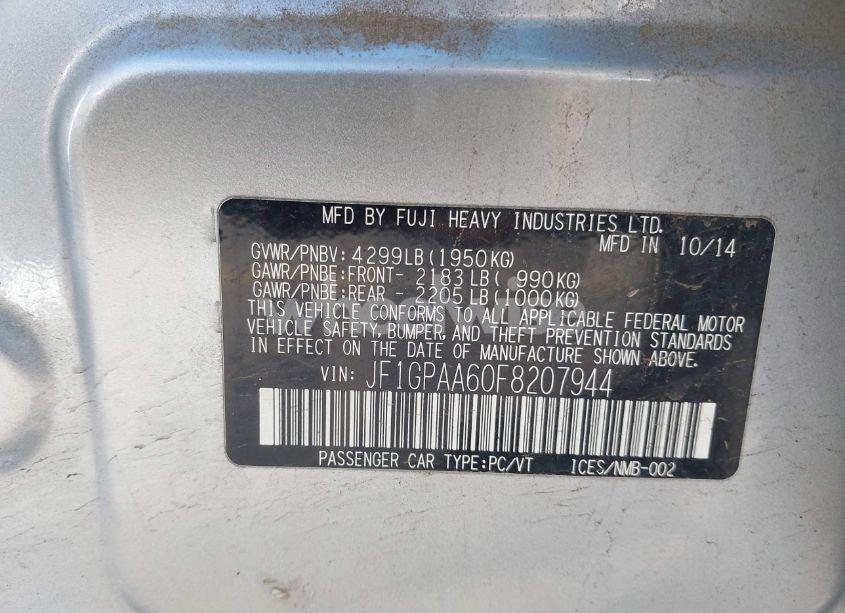 MFD BY FUJI HEAVY INDUSTRIES LTD.
MFD IN 10/14
GVWR/PNBV: 4299LB (1950KG)
GAWR/PNBE: FRONT- 2183LB ( 990KG)
GAWR/PNBE: REAR - 2205LB (1000KG)
THIS VEHICLE CONFORMS TO ALL APPLICABLE FEDERAL MOTOR
VEHICLE SAFETY, BUMPER, AND THEFT PREVENTION STANDARDS
IN EFFECT ON THE DATE OF MANUFACTURE SHOWN ABOVE.
VIN: JF1GPAA60F8207944
PASSENGER CAR TYPE:PC/VT ICES/NMB-002